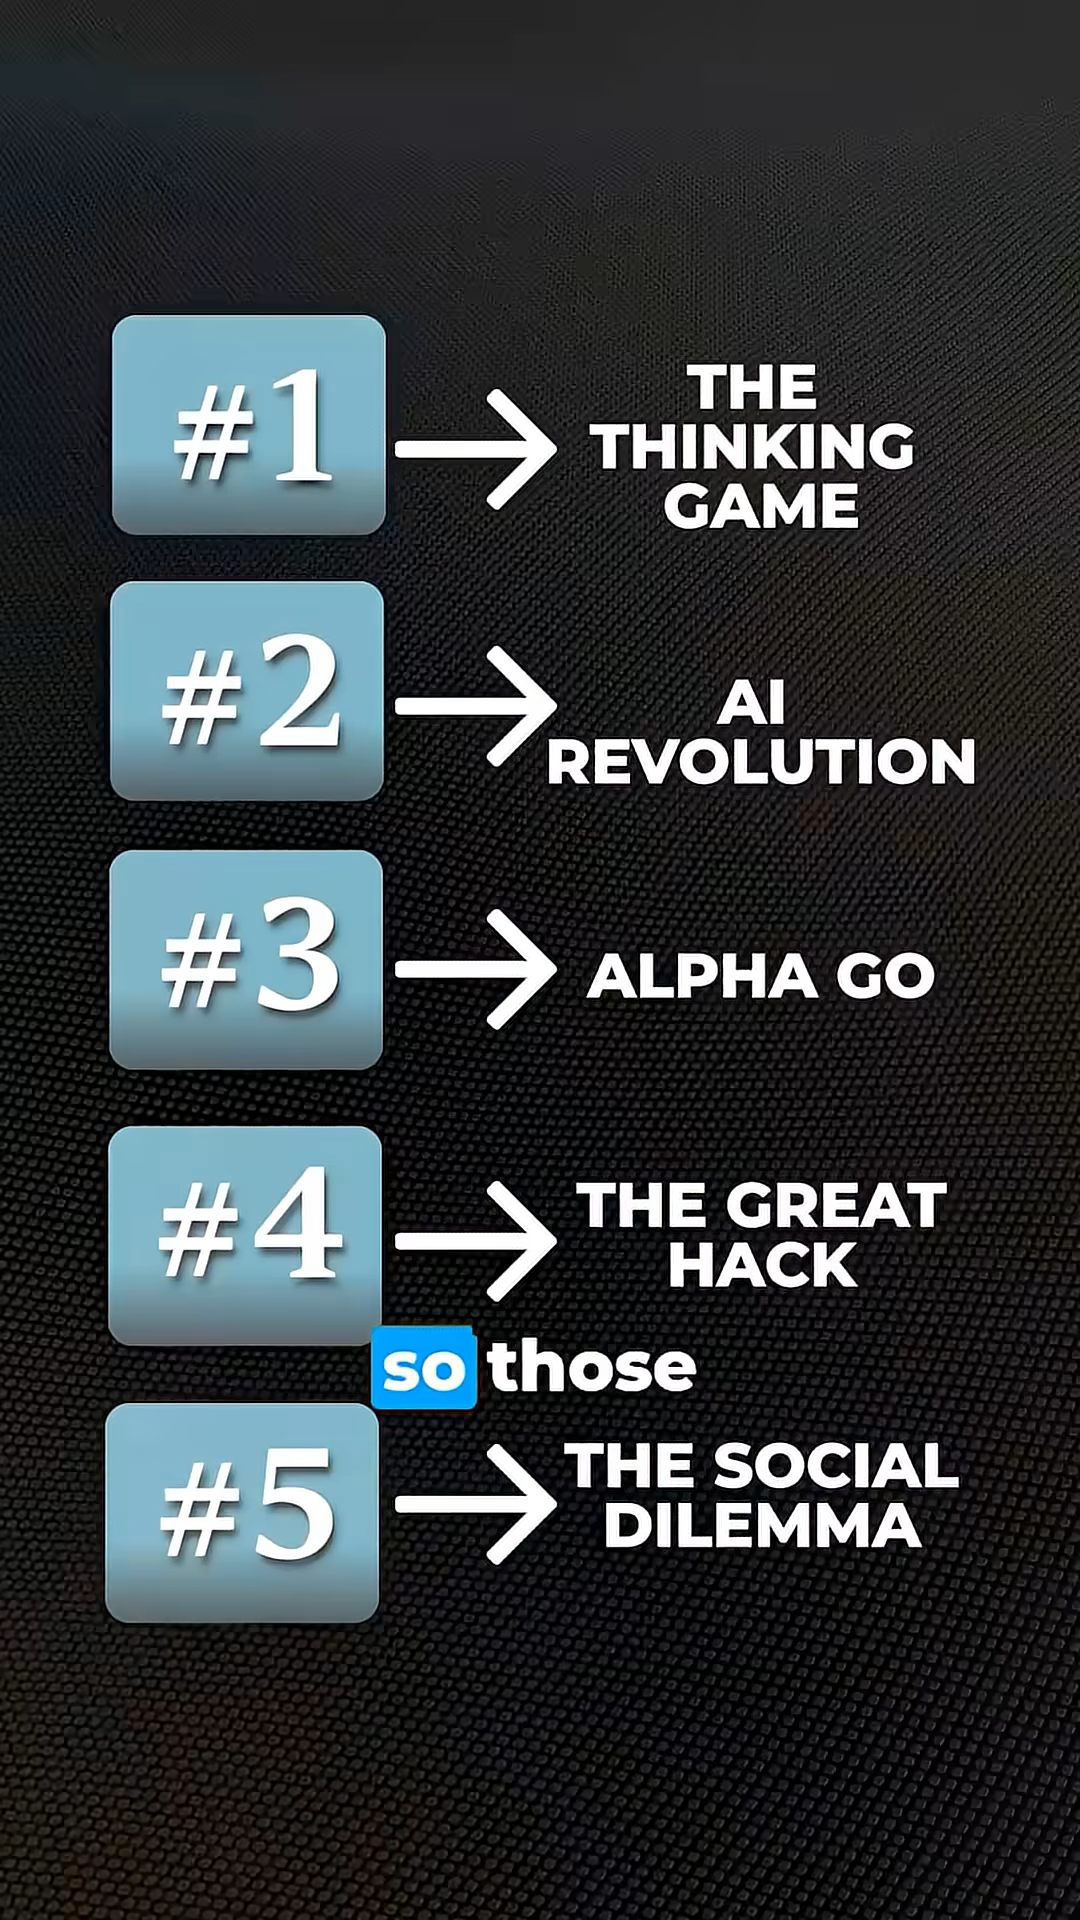 #1
THE
THINKING
GAME
#2
AI
REVOLUTION
#3
ALPHA GO
#4
THE GREAT
HACK
so those
#5
THE SOCIAL
DILEMMA